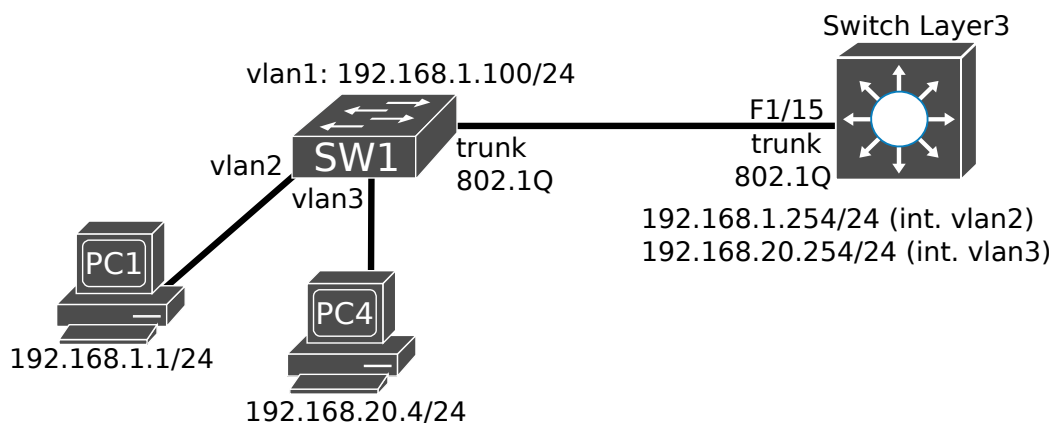 Switch Layer3
vlan1: 192.168.1.100/24
F1/15
trunk
802.1Q
SW1
trunk
802.1Q
vlan2
vlan3
192.168.1.254/24 (int. vlan2)
192.168.20.254/24 (int. vlan3)
PC1
192.168.1.1/24
PC4
192.168.20.4/24